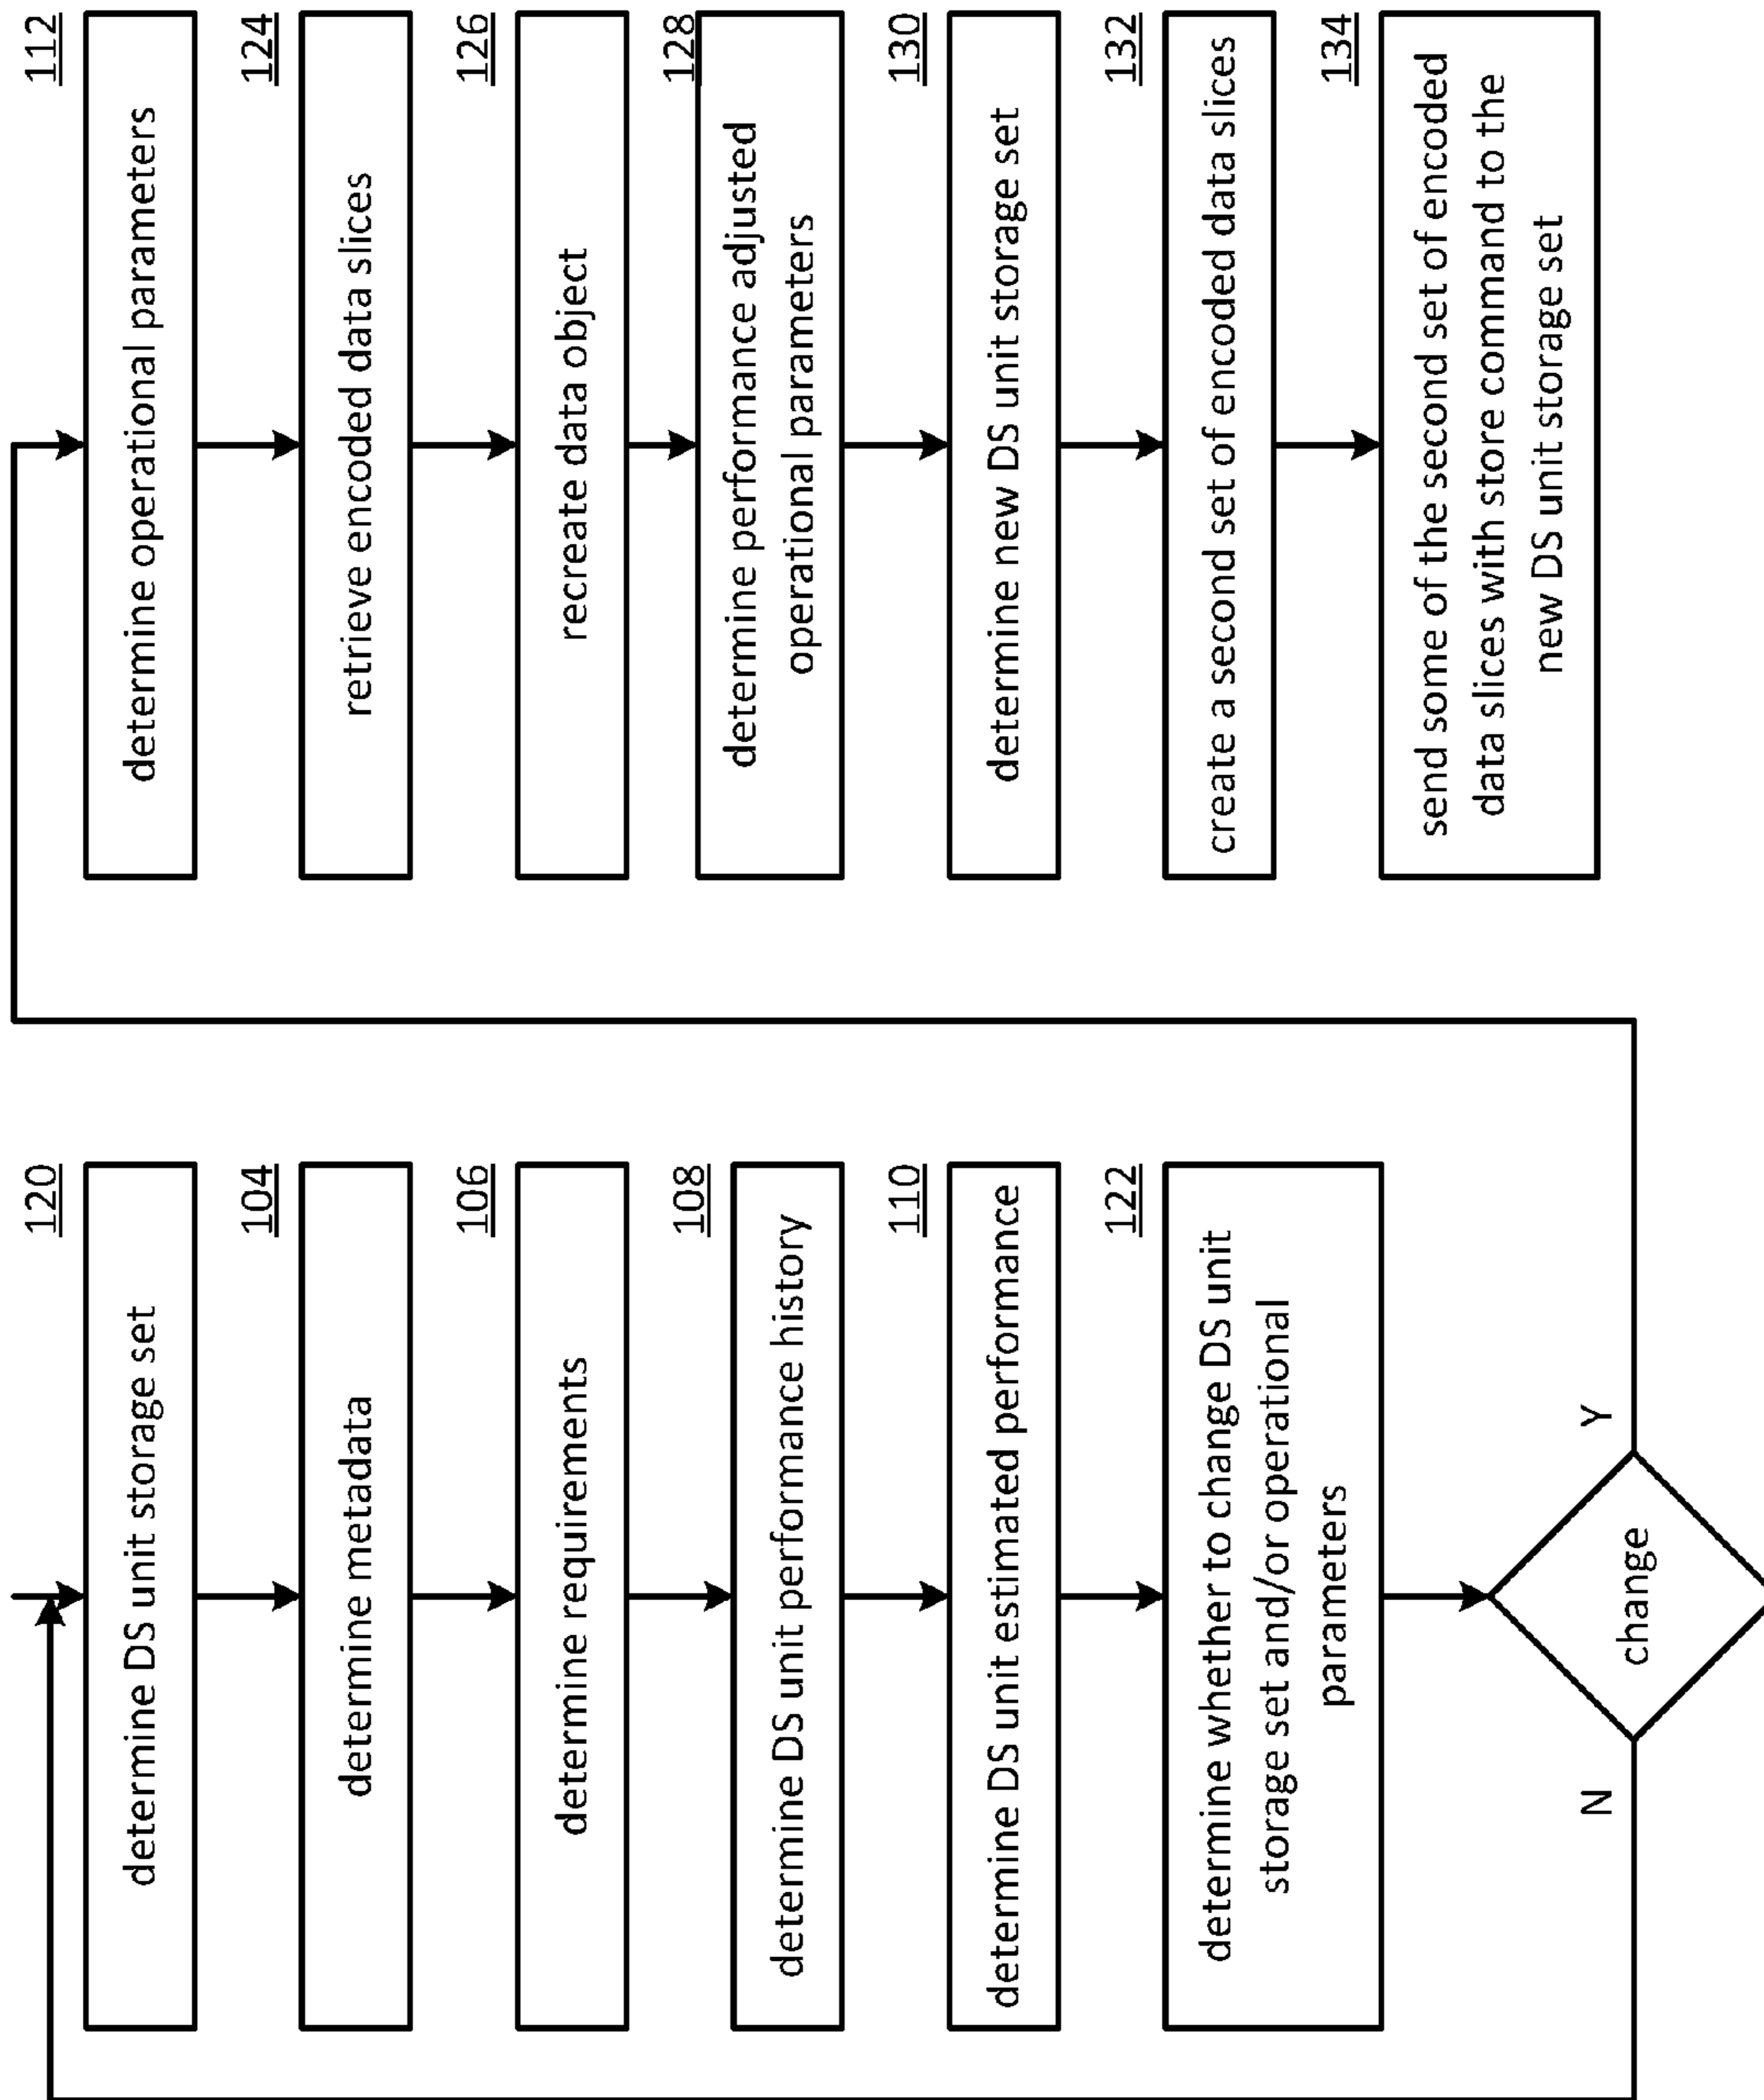 120
determine DS unit storage set
104
determine metadata
106
determine requirements
108
determine DS unit performance history
110
determine DS unit estimated performance
122
determine whether to change DS unit
storage set and/or operational
parameters
change
N
Y
112
determine operational parameters
124
retrieve encoded data slices
126
recreate data object
128
determine performance adjusted
operational parameters
130
determine new DS unit storage set
132
create a second set of encoded data slices
134
send some of the second set of encoded
data slices with store command to the
new DS unit storage set